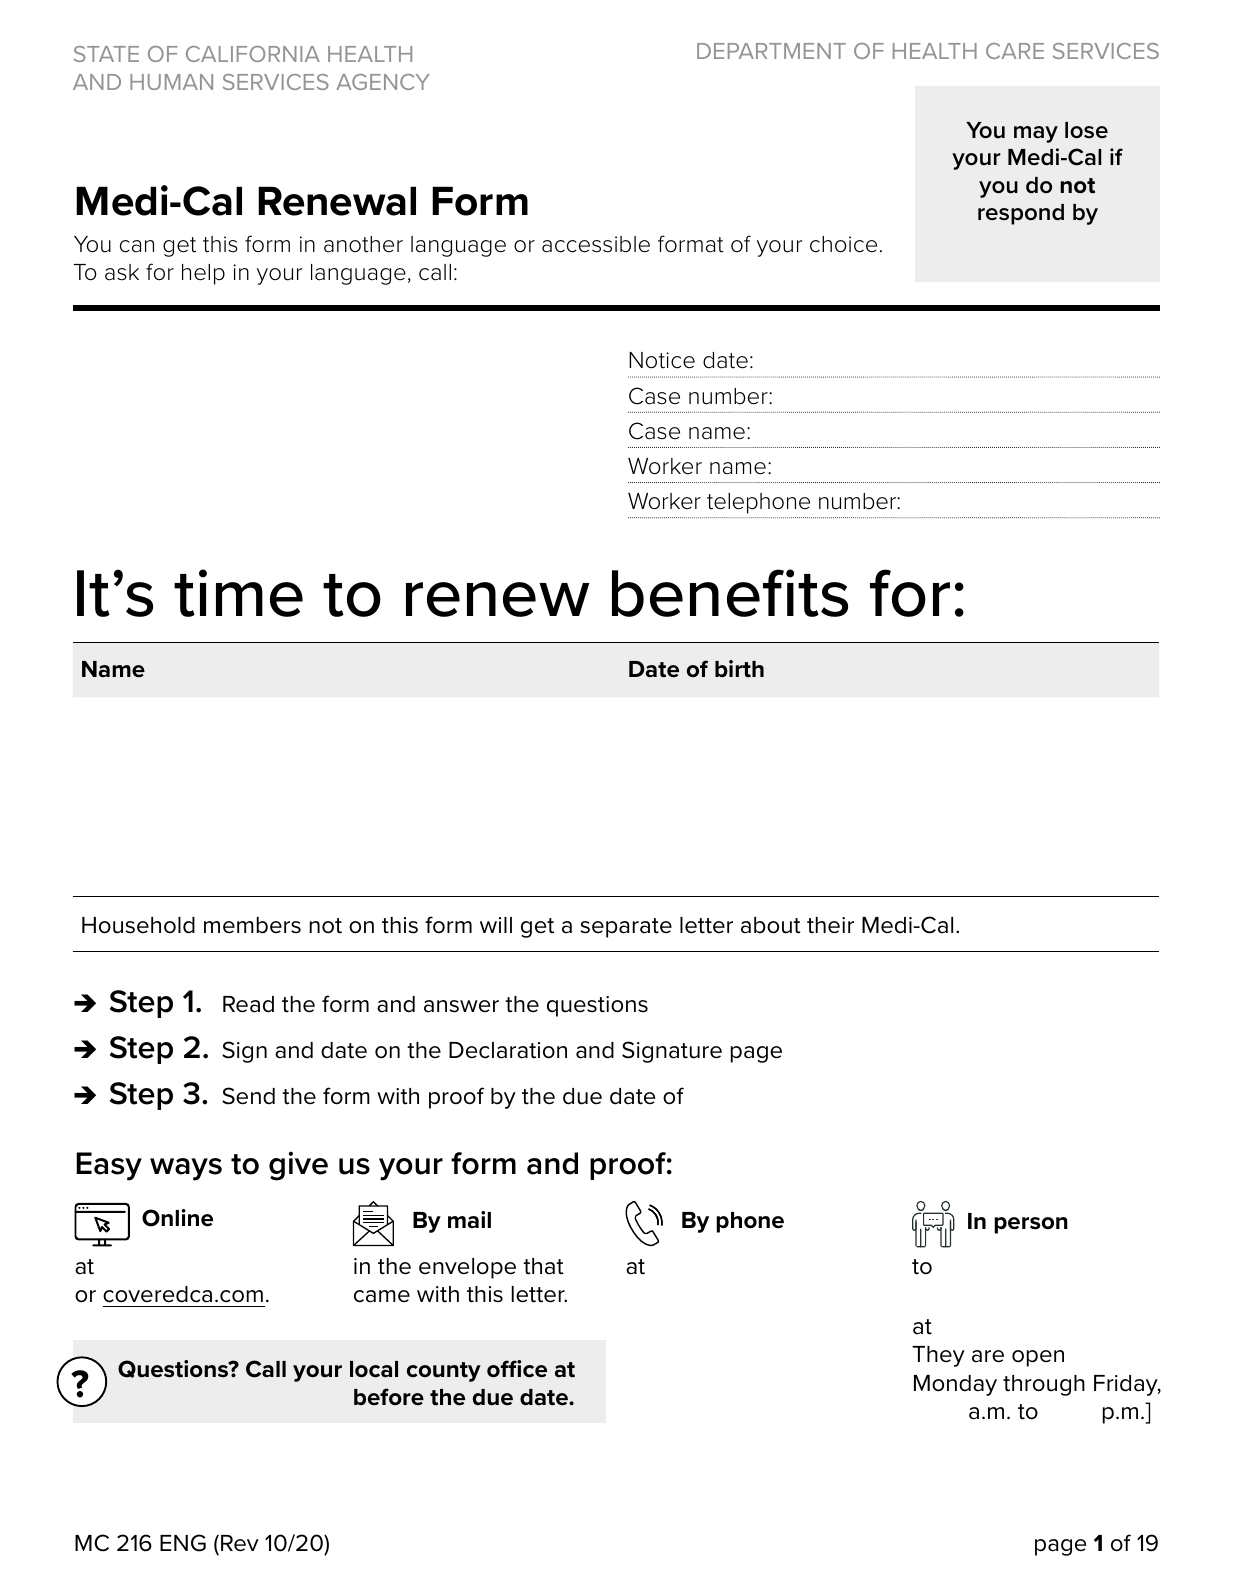 STATE OF CALIFORNIA HEALTH
AND HUMAN SERVICES AGENCY
DEPARTMENT OF HEALTH CARE SERVICES
You may lose
your Medi-Cal if
you do not
respond by
Medi-Cal Renewal Form
You can get this form in another language or accessible format of your choice.
To ask for help in your language, call:
Notice date:
Case number:
Case name:
Worker name:
Worker telephone number:
It’s time to renew benefits for:
Name Date of birth
Household members not on this form will get a separate letter about their Medi-Cal.
➔ Step 1. Read the form and answer the questions
➔ Step 2. Sign and date on the Declaration and Signature page
➔ Step 3. Send the form with proof by the due date of
Easy ways to give us your form and proof:
Online
at
or coveredca.com.
By mail
in the envelope that
came with this letter.
By phone
at
In person
to
at
They are open
Monday through Friday,
a.m. to p.m.]
? Questions? Call your local county office at
before the due date.
MC 216 ENG (Rev 10/20) page 1 of 19